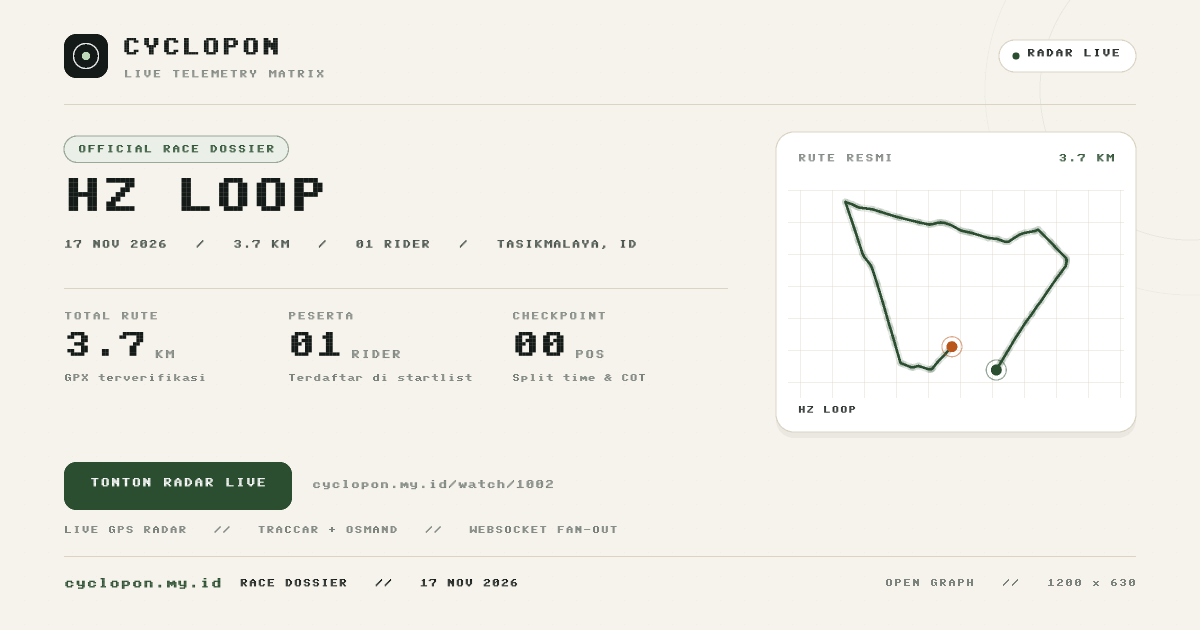 CYCLOPON
LIVE TELEMETRY MATRIX
RADAR LIVE
OFFICIAL RACE DOSSIER
HZ LOOP
17 NOV 2026 / 3.7 KM / 01 RIDER / TASIKMALAYA, ID
TOTAL RUTE
3.7 KM
GPX terverifikasi
PESERTA
01 RIDER
Terdaftar di startlist
CHECKPOINT
00 POS
Split time & COT
RUTE RESMI 3.7 KM
HZ LOOP
TONTON RADAR LIVE
cyclopon.my.id/watch/1002
LIVE GPS RADAR // TRACCAR + OSMAND // WEBSOCKET FAN-OUT
cyclopon.my.id RACE DOSSIER // 17 NOV 2026
OPEN GRAPH // 1200 x 630